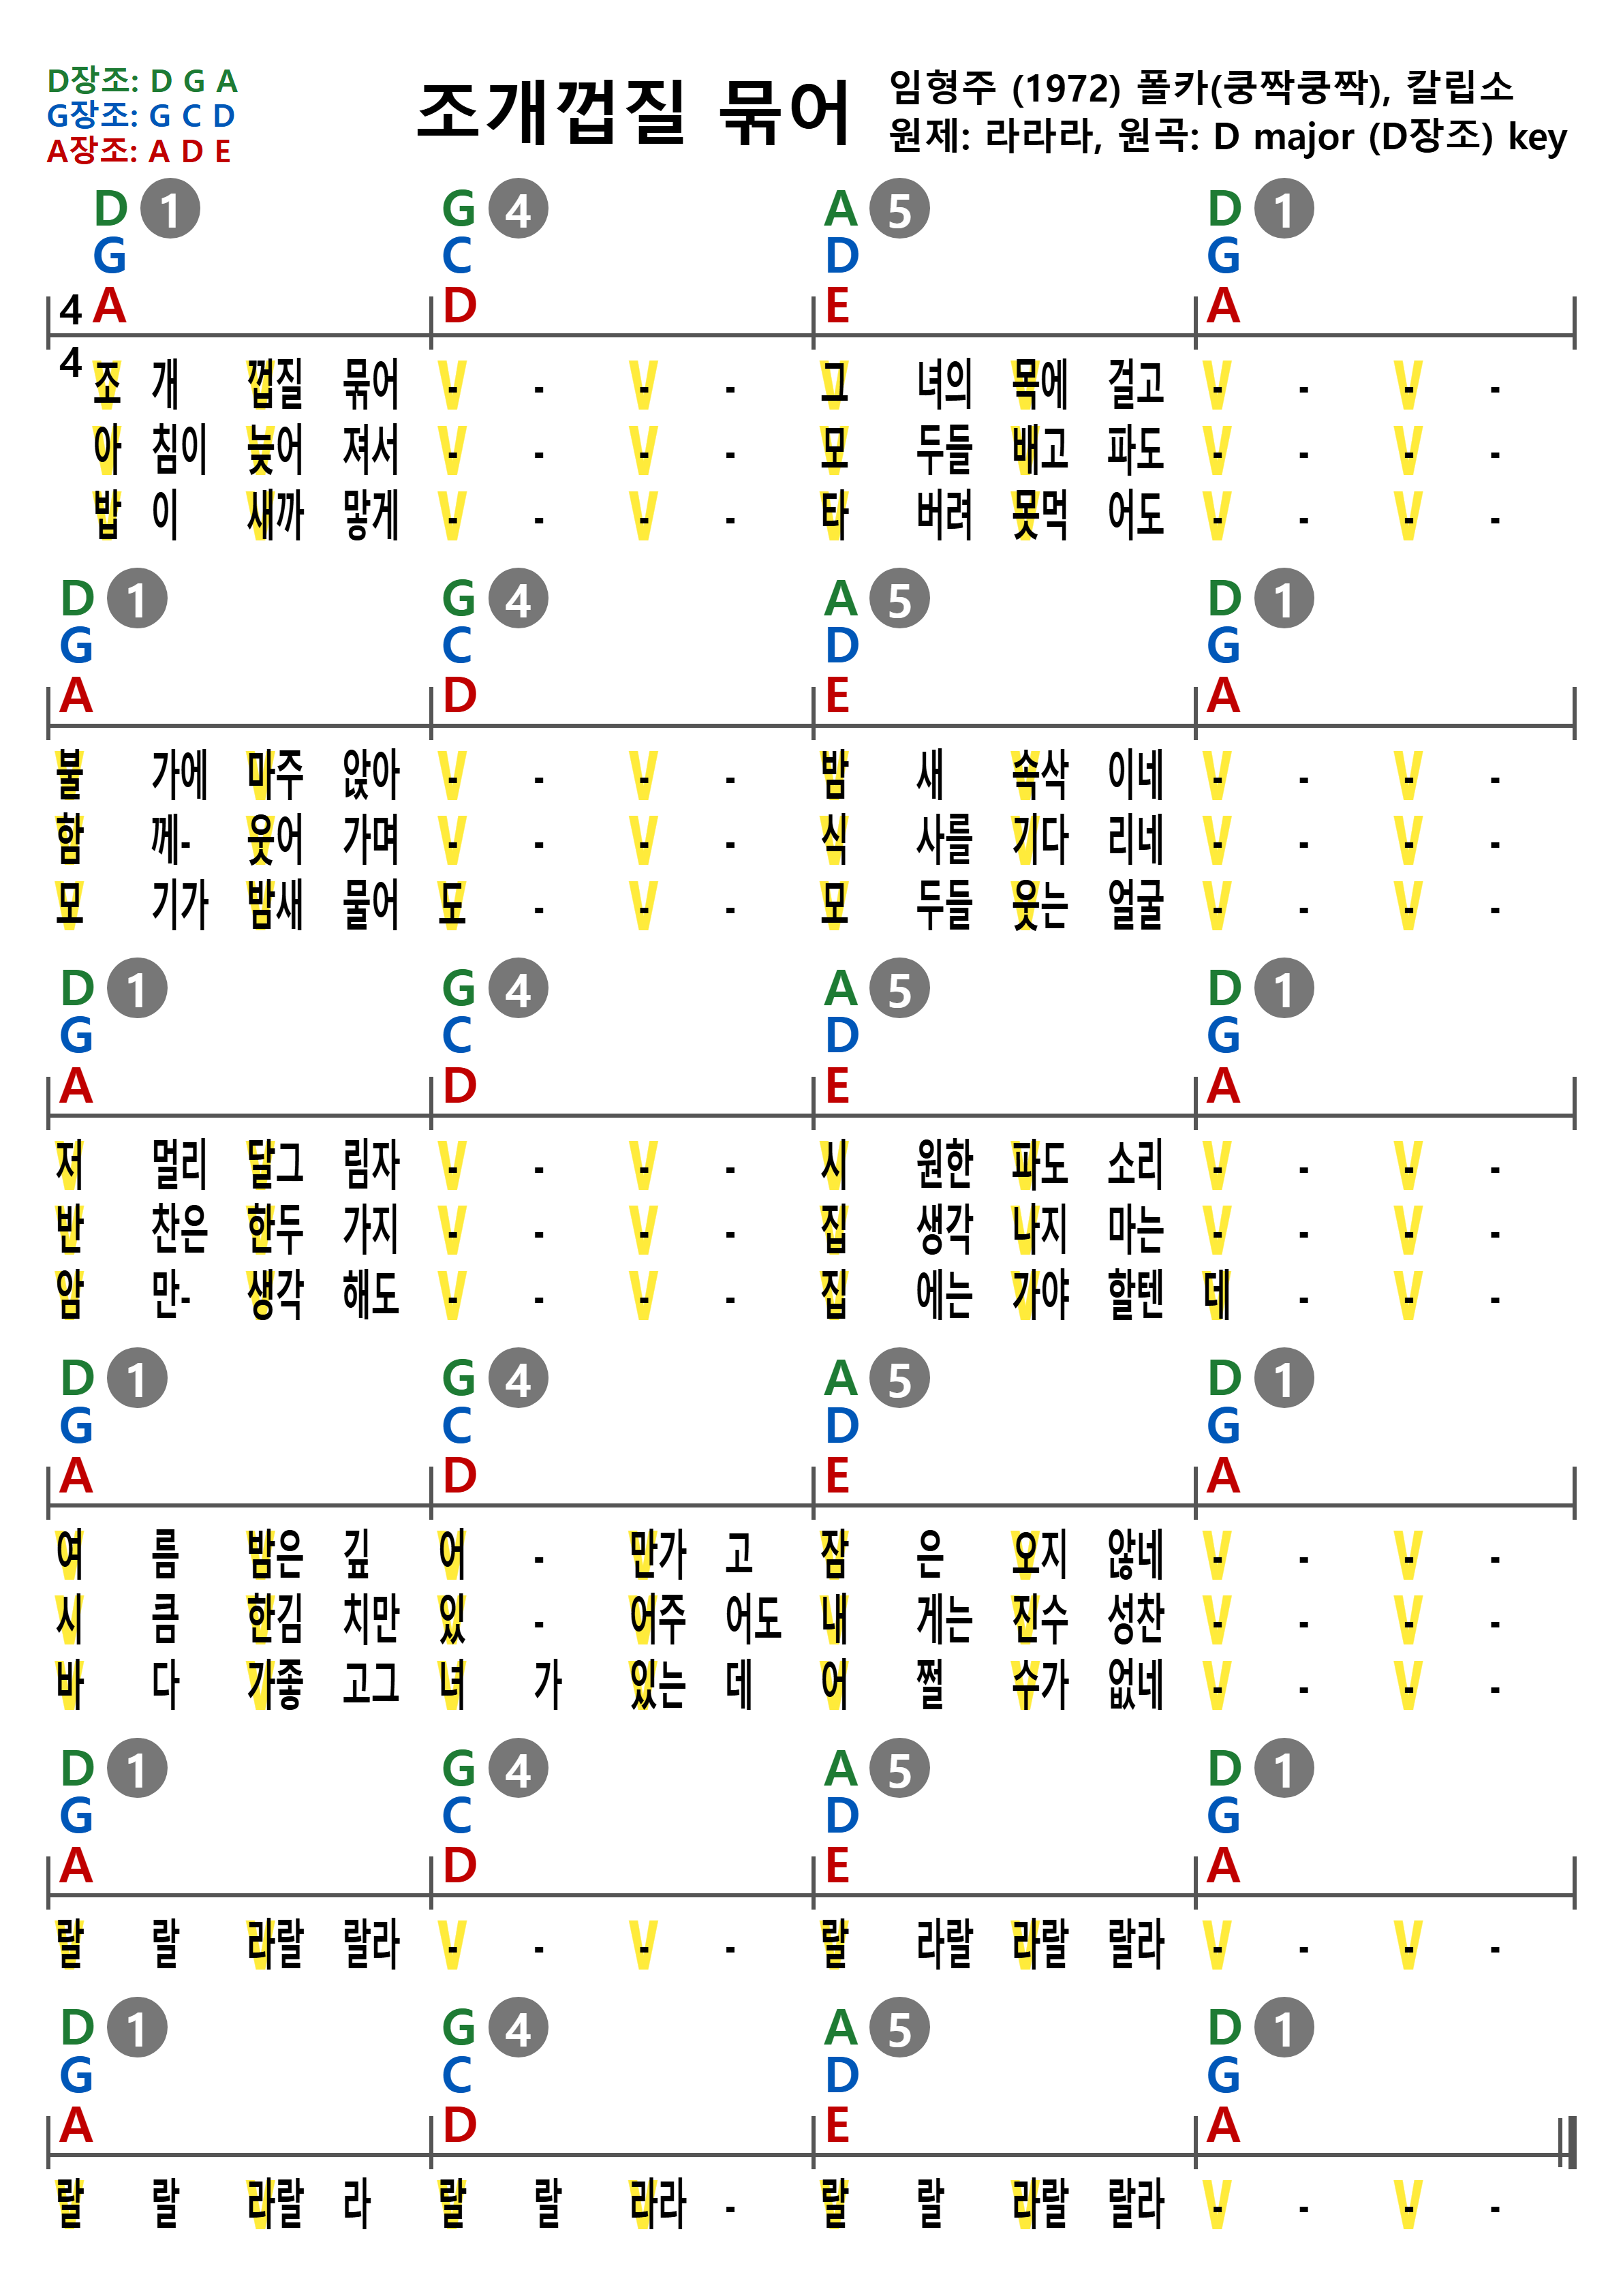 D장조: D G A
G장조: G C D
A장조: A D E
조개껍질 묶어
임형주 (1972) 폴카(쿵짝쿵짝), 칼립소
원제: 라라라, 원곡: D major (D장조) key
D 1 G 4 A 5 D 1
G C D G
A D E A
4
4
조 개 껍질 묶어 - - - - 그 녀의 목에 걸고 - - - -
아 침이 늦어 져서 - - - - 모 두들 배고 파도 - - - -
밥 이 새까 맣게 - - - - 타 버려 못먹 어도 - - - -
D 1 G 4 A 5 D 1
G C D G
A D E A
불 가에 마주 앉아 - - - - 밤 새 속삭 이네 - - - -
함 께- 웃어 가며 - - - - 식 사를 기다 리네 - - - -
모 기가 밤새 물어 도 - - - 모 두들 웃는 얼굴 - - - -
D 1 G 4 A 5 D 1
G C D G
A D E A
저 멀리 달그 림자 - - - - 시 원한 파도 소리 - - - -
반 찬은 한두 가지 - - - - 집 생각 나지 마는 - - - -
암 만- 생각 해도 - - - - 집 에는 가야 할텐 데 - - -
D 1 G 4 A 5 D 1
G C D G
A D E A
여 름 밤은 깊 어 - 만가 고 잠 은 오지 않네 - - - -
시 큼 한김 치만 있 - 어주 어도 내 게는 진수 성찬 - - - -
바 다 가좋 고그 녀 가 있는 데 어 쩔 수가 없네 - - - -
D 1 G 4 A 5 D 1
G C D G
A D E A
랄 랄 라랄 랄라 - - - - 랄 라랄 라랄 랄라 - - - -
D 1 G 4 A 5 D 1
G C D G
A D E A
랄 랄 라랄 라 랄 랄 라라 - 랄 랄 라랄 랄라 - - - -